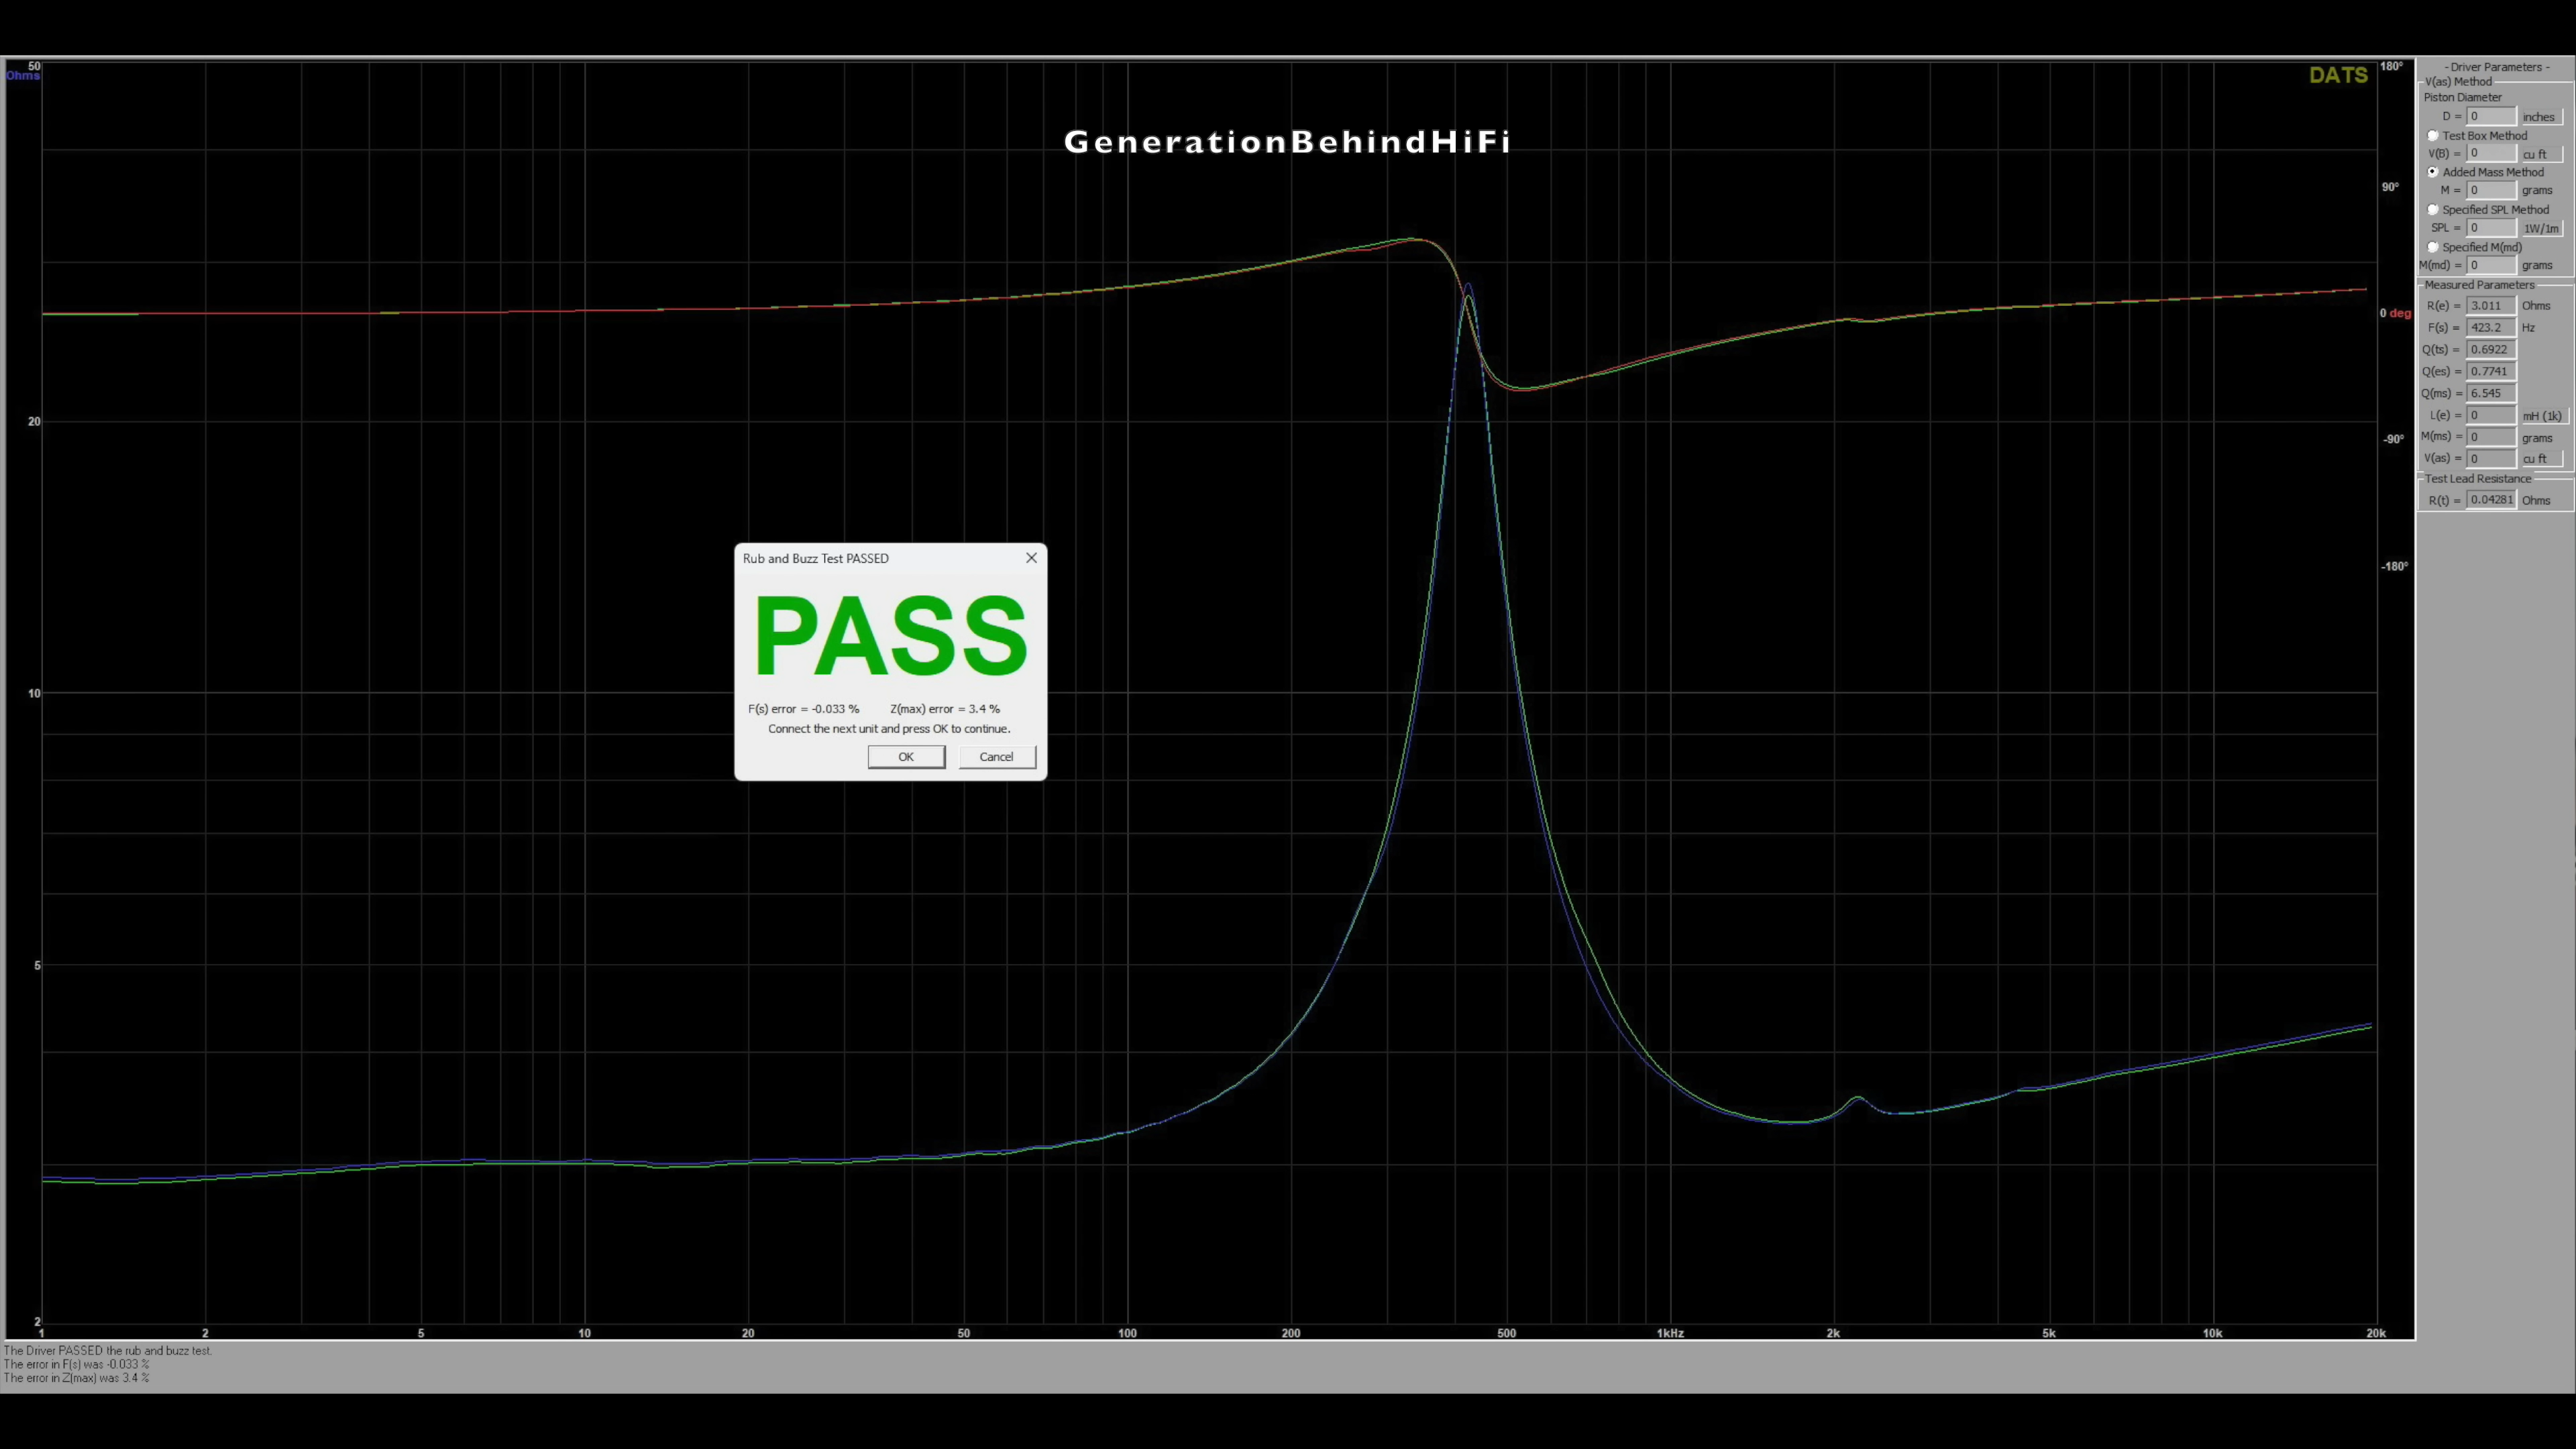 50
Ohms
20
10
5
2
1 2 5 10 20 50 100 200 500 1kHz 2k 5k 10k 20k
DATS
GenerationBehindHiFi
180°
90°
0 deg
-90°
-180°
Rub and Buzz Test PASSED
PASS
F(s) error = -0.033 % Z(max) error = 3.4 %
Connect the next unit and press OK to continue.
OK Cancel
- Driver Parameters -
V(as) Method
Piston Diameter
D = 0 inches
Test Box Method
V(B) = 0 cu ft
Added Mass Method
M = 0 grams
Specified SPL Method
SPL = 0 1W/1m
Specified M(md)
M(md) = 0 grams
Measured Parameters
R(e) = 3.011 Ohms
F(s) = 423.2 Hz
Q(ts) = 0.6922
Q(es) = 0.7741
Q(ms) = 6.545
L(e) = 0 mH (1k)
M(ms) = 0 grams
V(as) = 0 cu ft
Test Lead Resistance
R(t) = 0.04281 Ohms
The Driver PASSED the rub and buzz test.
The error in F(s) was -0.033 %
The error in Z(max) was 3.4 %